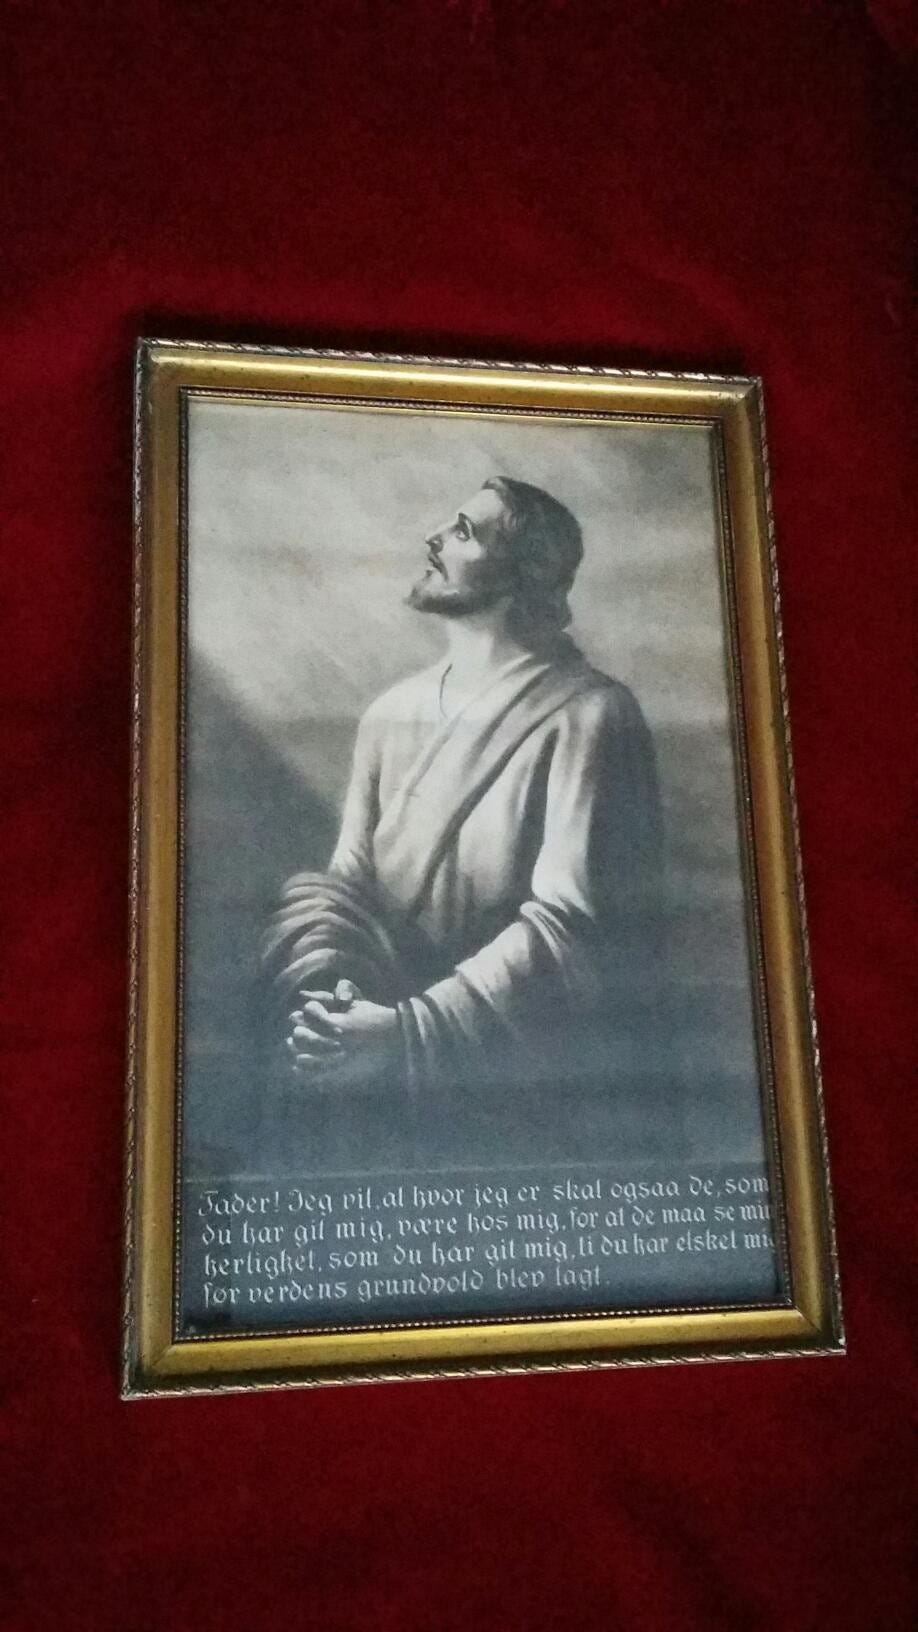 Fader! Jeg vil, at hvor jeg er skal ogsaa de, som
du har git mig, være hos mig, for at de maa se min
herlighet, som du har git mig, ti du har elsket mig
før verdens grundvold blev lagt.